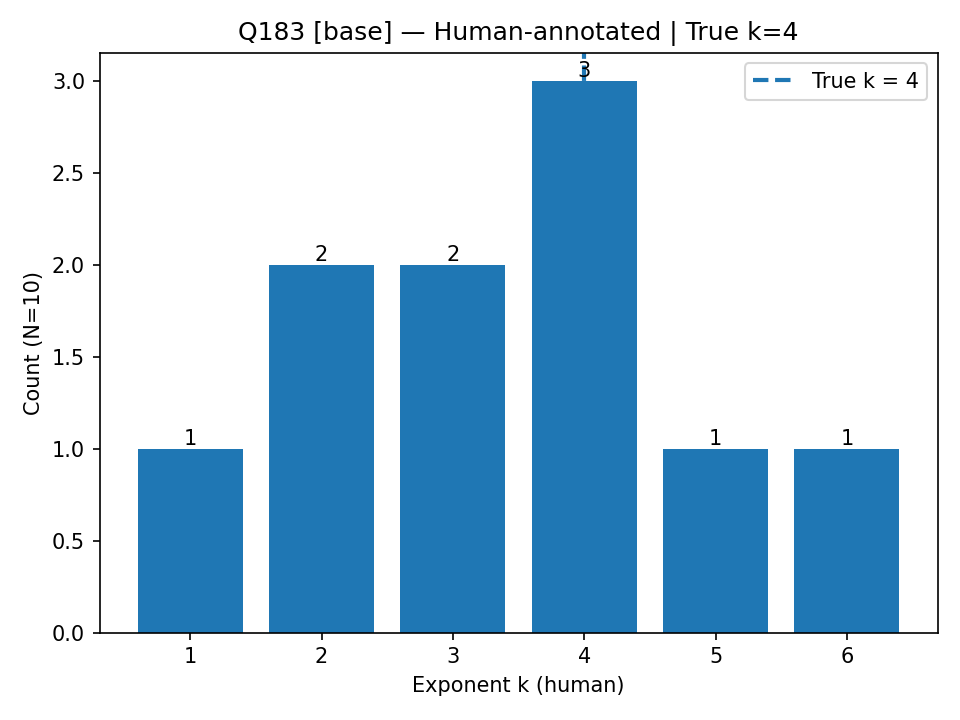 Q183 [base] — Human-annotated | True k=4
True k = 4
Count (N=10)
3.0
2.5
2.0
1.5
1.0
0.5
0.0
1
2
2
3
1
1
1 2 3 4 5 6
Exponent k (human)